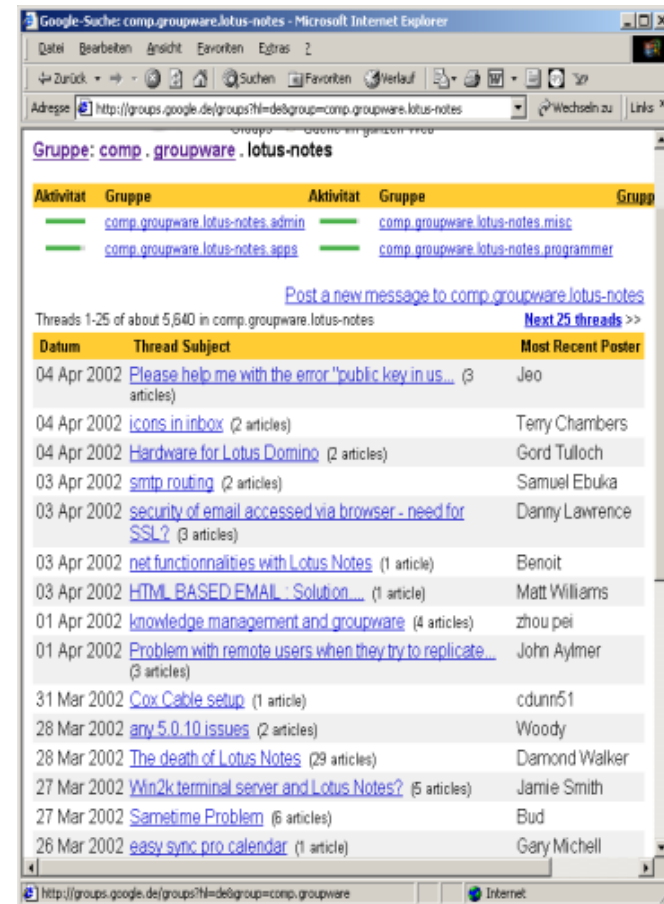 Google-Suche: comp.groupware.lotus-notes - Microsoft Internet Explorer
Datei Bearbeiten Ansicht Favoriten Extras ?
Zurück Suchen Favoriten Verlauf
Adresse http://groups.google.de/groups?hl=de&group=comp.groupware.lotus-notes Wechseln zu Links
Gruppe: comp . groupware . lotus-notes
Aktivitat Gruppe Aktivitat Gruppe Grupp
comp.groupware.lotus-notes.admin comp.groupware.lotus-notes.misc
comp.groupware.lotus-notes.apps comp.groupware.lotus-notes.programmer
Post a new message to comp.groupware.lotus-notes
Threads 1-25 of about 5,640 in comp.groupware.lotus-notes Next 25 threads >>
Datum Thread Subject Most Recent Poster
04 Apr 2002 Please help me with the error "public key in us... (3 Jeo
articles)
04 Apr 2002 icons in inbox (2 articles) Terry Chambers
04 Apr 2002 Hardware for Lotus Domino (2 articles) Gord Tulloch
03 Apr 2002 smtp routing (2 articles) Samuel Ebuka
03 Apr 2002 security of email accessed via browser - need for Danny Lawrence
SSL? (3 articles)
03 Apr 2002 net functionnalities with Lotus Notes (1 article) Benoit
03 Apr 2002 HTML BASED EMAIL : Solution.... (1 article) Matt Williams
01 Apr 2002 knowledge management and groupware (4 articles) zhou pei
01 Apr 2002 Problem with remote users when they try to replicate... John Aylmer
(3 articles)
31 Mar 2002 Cox Cable setup (1 article) cdunn51
28 Mar 2002 any 5.0.10 issues (2 articles) Woody
28 Mar 2002 The death of Lotus Notes (29 articles) Damond Walker
27 Mar 2002 Win2k terminal server and Lotus Notes? (5 articles) Jamie Smith
27 Mar 2002 Sametime Problem (6 articles) Bud
26 Mar 2002 easy sync pro calendar (1 article) Gary Michell
http://groups.google.de/groups?hl=de&group=comp.groupware Internet